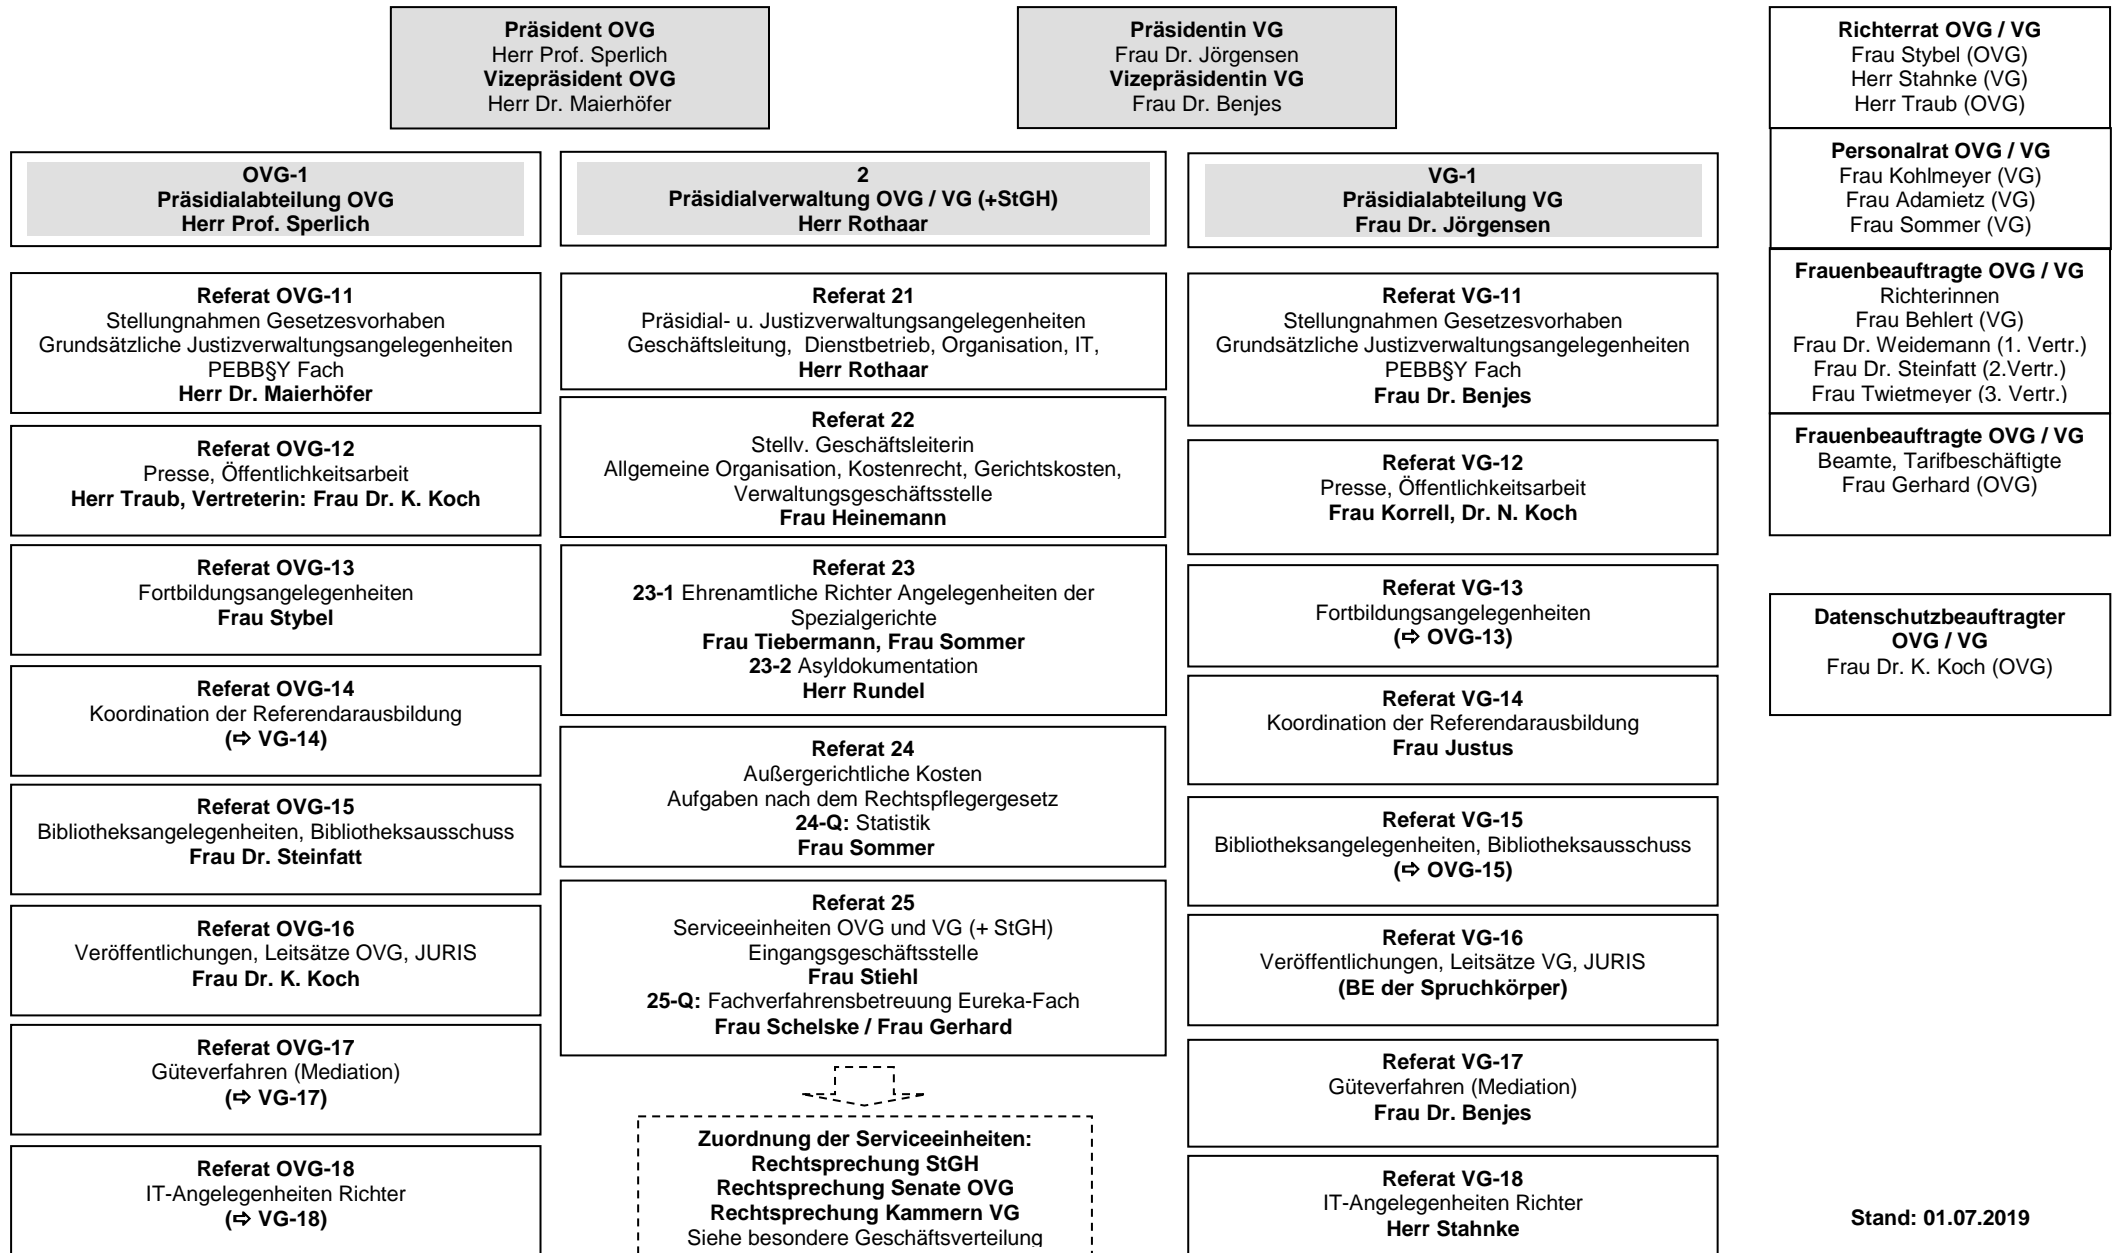 Präsident OVG
Herr Prof. Sperlich
Vizepräsident OVG
Herr Dr. Maierhöfer
Präsidentin VG
Frau Dr. Jörgensen
Vizepräsidentin VG
Frau Dr. Benjes
Richterrat OVG / VG
Frau Stybel (OVG)
Herr Stahnke (VG)
Herr Traub (OVG)
Personalrat OVG / VG
Frau Kohlmeyer (VG)
Frau Adamietz (VG)
Frau Sommer (VG)
Frauenbeauftragte OVG / VG
Richterinnen
Frau Behlert (VG)
Frau Dr. Weidemann (1. Vertr.)
Frau Dr. Steinfatt (2.Vertr.)
Frau Twietmeyer (3. Vertr.)
Frauenbeauftragte OVG / VG
Beamte, Tarifbeschäftigte
Frau Gerhard (OVG)
Datenschutzbeauftragter
OVG / VG
Frau Dr. K. Koch (OVG)
OVG-1
Präsidialabteilung OVG
Herr Prof. Sperlich
Referat OVG-11
Stellungnahmen Gesetzesvorhaben
Grundsätzliche Justizverwaltungsangelegenheiten
PEBB§Y Fach
Herr Dr. Maierhöfer
Referat OVG-12
Presse, Öffentlichkeitsarbeit
Herr Traub, Vertreterin: Frau Dr. K. Koch
Referat OVG-13
Fortbildungsangelegenheiten
Frau Stybel
Referat OVG-14
Koordination der Referendarausbildung
(⇨ VG-14)
Referat OVG-15
Bibliotheksangelegenheiten, Bibliotheksausschuss
Frau Dr. Steinfatt
Referat OVG-16
Veröffentlichungen, Leitsätze OVG, JURIS
Frau Dr. K. Koch
Referat OVG-17
Güteverfahren (Mediation)
(⇨ VG-17)
Referat OVG-18
IT-Angelegenheiten Richter
(⇨ VG-18)
2
Präsidialverwaltung OVG / VG (+StGH)
Herr Rothaar
Referat 21
Präsidial- u. Justizverwaltungsangelegenheiten
Geschäftsleitung, Dienstbetrieb, Organisation, IT,
Herr Rothaar
Referat 22
Stellv. Geschäftsleiterin
Allgemeine Organisation, Kostenrecht, Gerichtskosten,
Verwaltungsgeschäftsstelle
Frau Heinemann
Referat 23
23-1 Ehrenamtliche Richter Angelegenheiten der
Spezialgerichte
Frau Tiebermann, Frau Sommer
23-2 Asyldokumentation
Herr Rundel
Referat 24
Außergerichtliche Kosten
Aufgaben nach dem Rechtspflegergesetz
24-Q: Statistik
Frau Sommer
Referat 25
Serviceeinheiten OVG und VG (+ StGH)
Eingangsgeschäftsstelle
Frau Stiehl
25-Q: Fachverfahrensbetreuung Eureka-Fach
Frau Schelske / Frau Gerhard
Zuordnung der Serviceeinheiten:
Rechtsprechung StGH
Rechtsprechung Senate OVG
Rechtsprechung Kammern VG
Siehe besondere Geschäftsverteilung
VG-1
Präsidialabteilung VG
Frau Dr. Jörgensen
Referat VG-11
Stellungnahmen Gesetzesvorhaben
Grundsätzliche Justizverwaltungsangelegenheiten
PEBB§Y Fach
Frau Dr. Benjes
Referat VG-12
Presse, Öffentlichkeitsarbeit
Frau Korrell, Dr. N. Koch
Referat VG-13
Fortbildungsangelegenheiten
(⇨ OVG-13)
Referat VG-14
Koordination der Referendarausbildung
Frau Justus
Referat VG-15
Bibliotheksangelegenheiten, Bibliotheksausschuss
(⇨ OVG-15)
Referat VG-16
Veröffentlichungen, Leitsätze VG, JURIS
(BE der Spruchkörper)
Referat VG-17
Güteverfahren (Mediation)
Frau Dr. Benjes
Referat VG-18
IT-Angelegenheiten Richter
Herr Stahnke
Stand: 01.07.2019